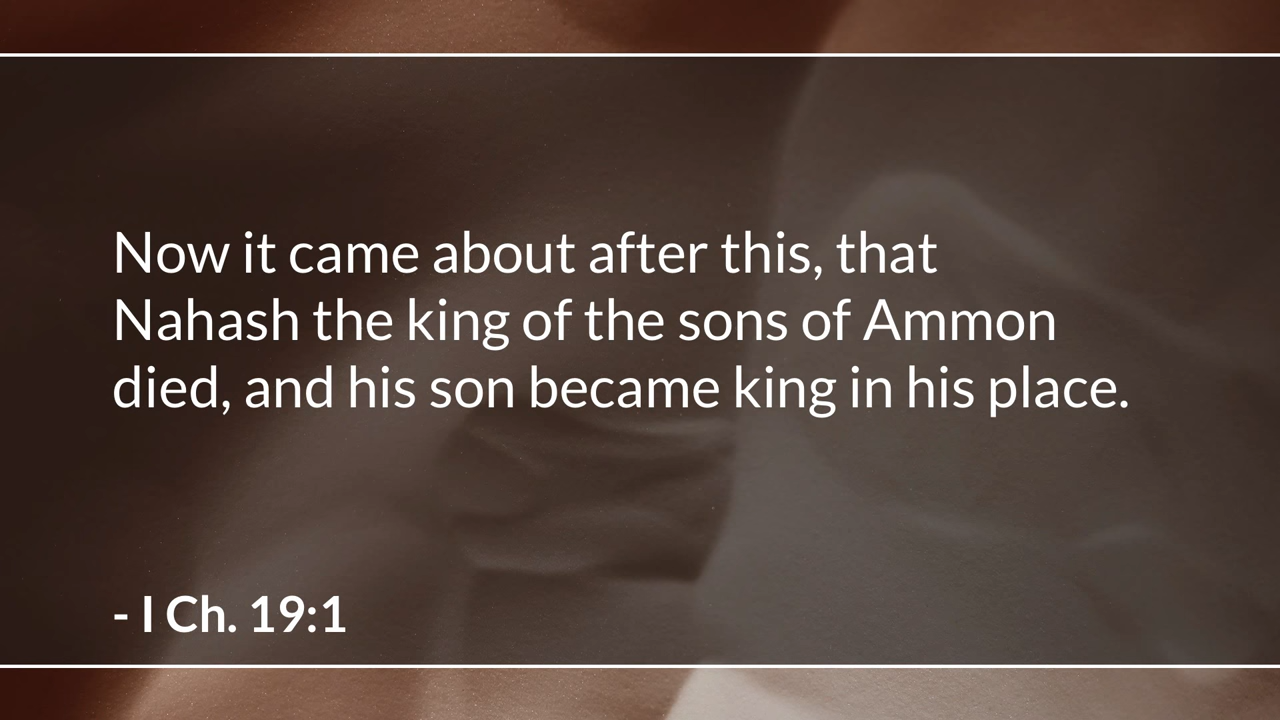 Now it came about after this, that
Nahash the king of the sons of Ammon
died, and his son became king in his place.
- I Ch. 19:1